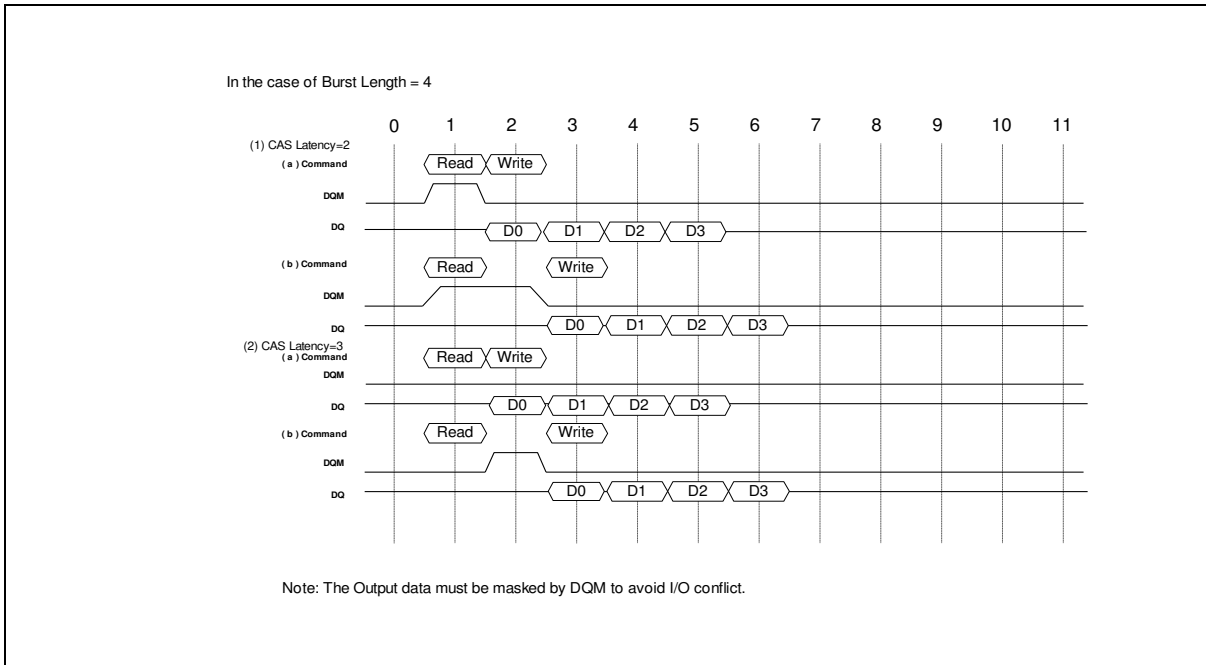 In the case of Burst Length = 4
0 1 2 3 4 5 6 7 8 9 10 11
(1) CAS Latency=2
( a ) Command Read Write
DQM
DQ D0 D1 D2 D3
( b ) Command Read Write
DQM
DQ D0 D1 D2 D3
(2) CAS Latency=3
( a ) Command Read Write
DQM
DQ D0 D1 D2 D3
( b ) Command Read Write
DQM
DQ D0 D1 D2 D3
Note: The Output data must be masked by DQM to avoid I/O conflict.